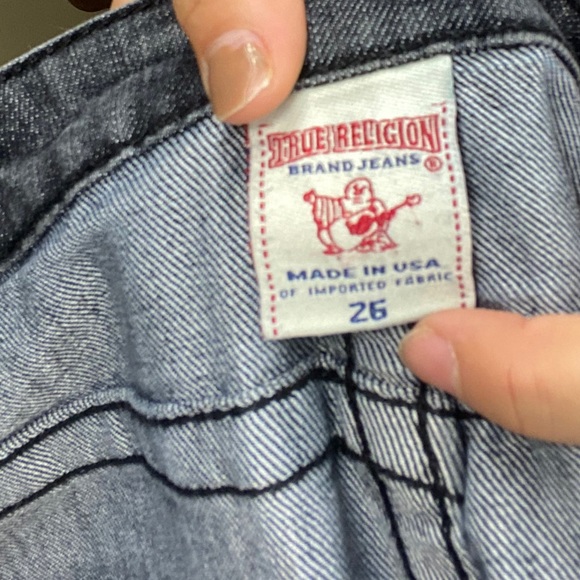 TRUE RELIGION
BRAND JEANS ®
MADE IN USA
OF IMPORTED FABRIC
26